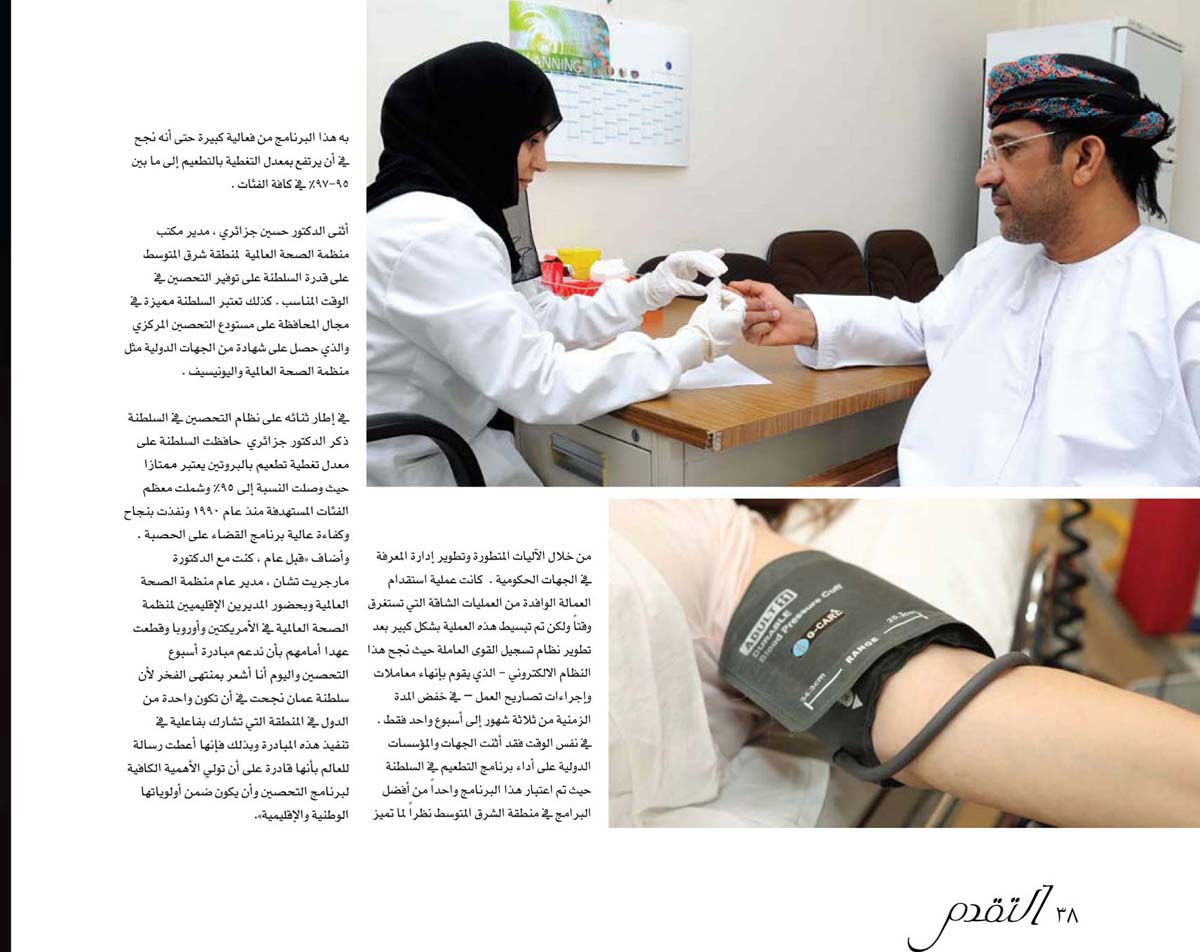 PLANNING
ADULT (11)
DURABLE
Blood Pressure Cuff
G-CARE
34.3cm
RANGE
25.3cm
من خلال الآليات المتطورة وتطوير إدارة المعرفة
في الجهات الحكومية . كانت عملية استقدام
العمالة الوافدة من العمليات الشاقة التي تستغرق
وقتاً ولكن تم تبسيط هذه العملية بشكل كبير بعد
تطوير نظام تسجيل القوى العاملة حيث نجح هذا
النظام الالكتروني – الذي يقوم بإنهاء معاملات
وإجراءات تصاريح العمل – في خفض المدة
الزمنية من ثلاثة شهور إلى أسبوع واحد فقط .
في نفس الوقت فقد أثنت الجهات والمؤسسات
الدولية على أداء برنامج التطعيم في السلطنة
حيث تم اعتبار هذا البرنامج واحداً من أفضل
البرامج في منطقة الشرق المتوسط نظراً لما تميز
به هذا البرنامج من فعالية كبيرة حتى أنه نجح
في أن يرتفع بمعدل التغطية بالتطعيم إلى ما بين
٩٥-٩٧٪ في كافة الفئات .
أثنى الدكتور حسين جزائري ، مدير مكتب
منظمة الصحة العالمية لمنطقة شرق المتوسط
على قدرة السلطنة على توفير التحصين في
الوقت المناسب . كذلك تعتبر السلطنة مميزة في
مجال المحافظة على مستودع التحصين المركزي
والذي حصل على شهادة من الجهات الدولية مثل
منظمة الصحة العالمية واليونيسيف .
في إطار ثنائه على نظام التحصين في السلطنة
ذكر الدكتور جزائري حافظت السلطنة على
معدل تغطية تطعيم بالبروتين يعتبر ممتازا
حيث وصلت النسبة إلى ٩٥٪ وشملت معظم
الفئات المستهدفة منذ عام ١٩٩٠ ونفذت بنجاح
وكفاءة عالية برنامج القضاء على الحصبة .
وأضاف «قبل عام ، كنت مع الدكتورة
مارجريت تشان ، مدير عام منظمة الصحة
العالمية وبحضور المديرين الإقليميين لمنظمة
الصحة العالمية في الأمريكتين وأوروبا وقطعت
عهدا أمامهم بأن ندعم مبادرة أسبوع
التحصين واليوم أنا أشعر بمنتهى الفخر لأن
سلطنة عمان نجحت في أن تكون واحدة من
الدول في المنطقة التي تشارك بفاعلية في
تنفيذ هذه المبادرة وبذلك فإنها أعطت رسالة
للعالم بأنها قادرة على أن تولي الأهمية الكافية
لبرنامج التحصين وأن يكون ضمن أولوياتها
الوطنية والإقليمية».
٣٨ التقدم